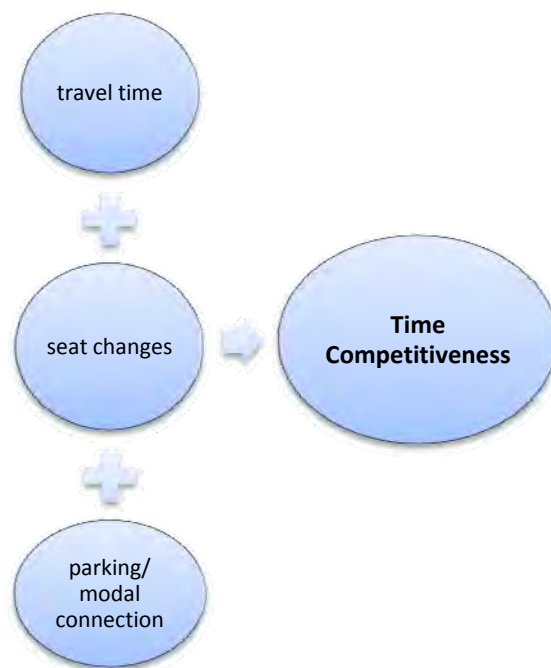 travel time
seat changes
Time
Competitiveness
parking/
modal
connection